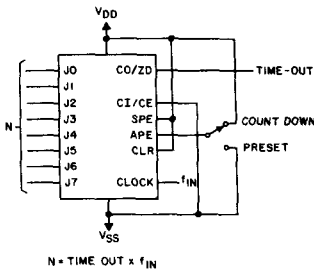 VDD
J0 CO/ZD TIME-OUT
J1
J2 CI/CE
J3 SPE COUNT DOWN
N J4 APE
J5 CLR PRESET
J6
J7 CLOCK fIN
VSS
N = TIME OUT x fIN